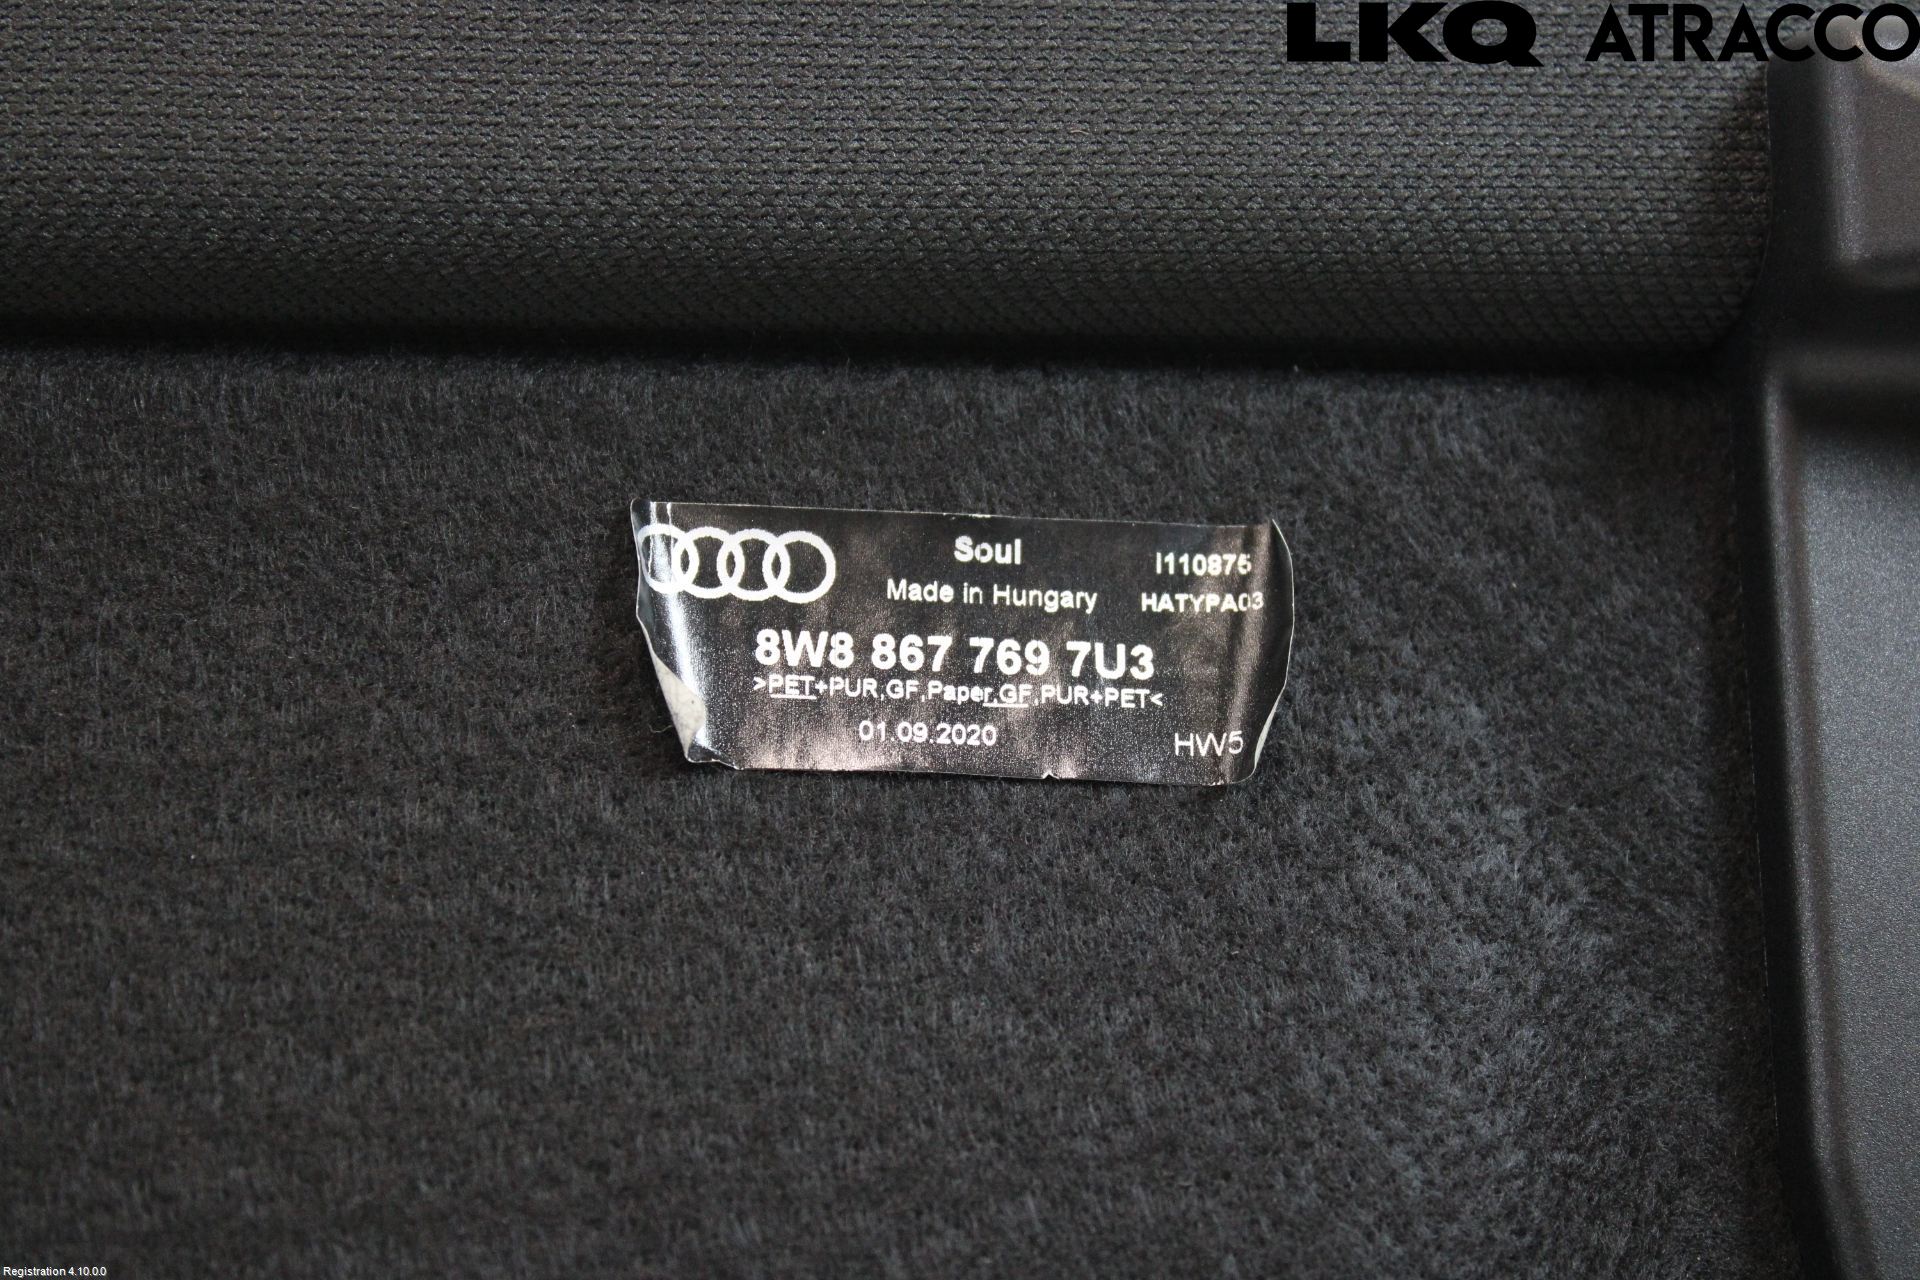 LKQ ATRACCO
Soul
I110875
Made in Hungary
HATYPA03
8W8 867 769 7U3
>PET+PUR,GF,Paper,GF,PUR+PET<
01.09.2020
HW5
Registration 4.10.0.0